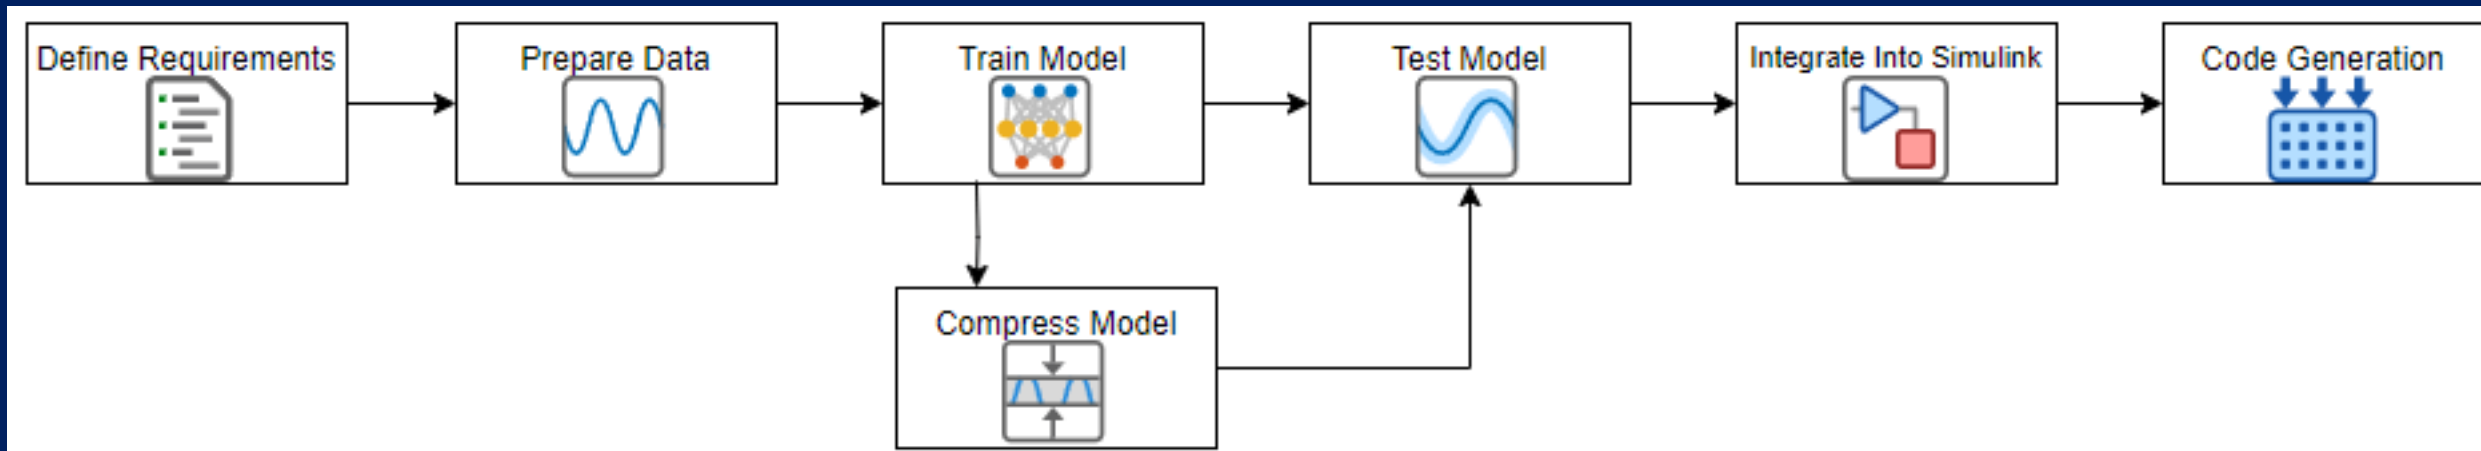 Define Requirements
Prepare Data
Train Model
Test Model
Integrate Into Simulink
Code Generation
Compress Model